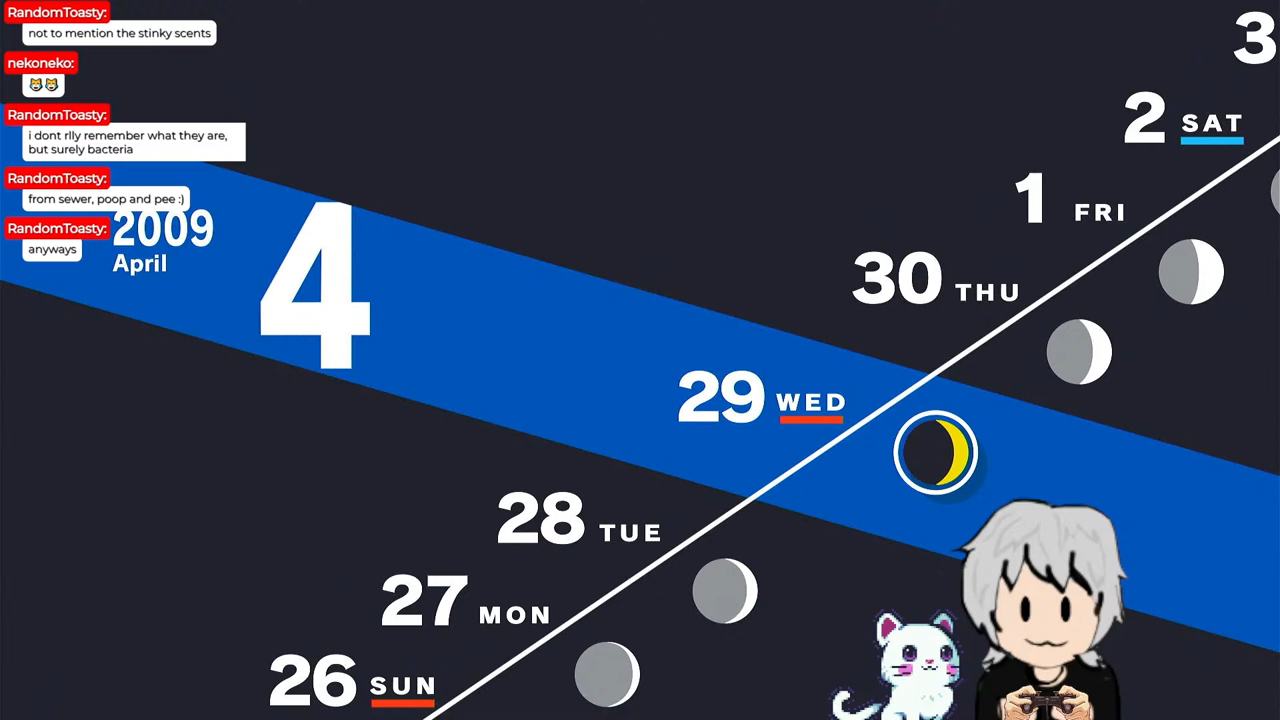 RandomToasty:
not to mention the stinky scents
nekoneko:
RandomToasty:
i dont rlly remember what they are,
but surely bacteria
RandomToasty:
from sewer, poop and pee :)
RandomToasty:
anyways
2009
April
4
3
2 SAT
1 FRI
30 THU
29 WED
28 TUE
27 MON
26 SUN